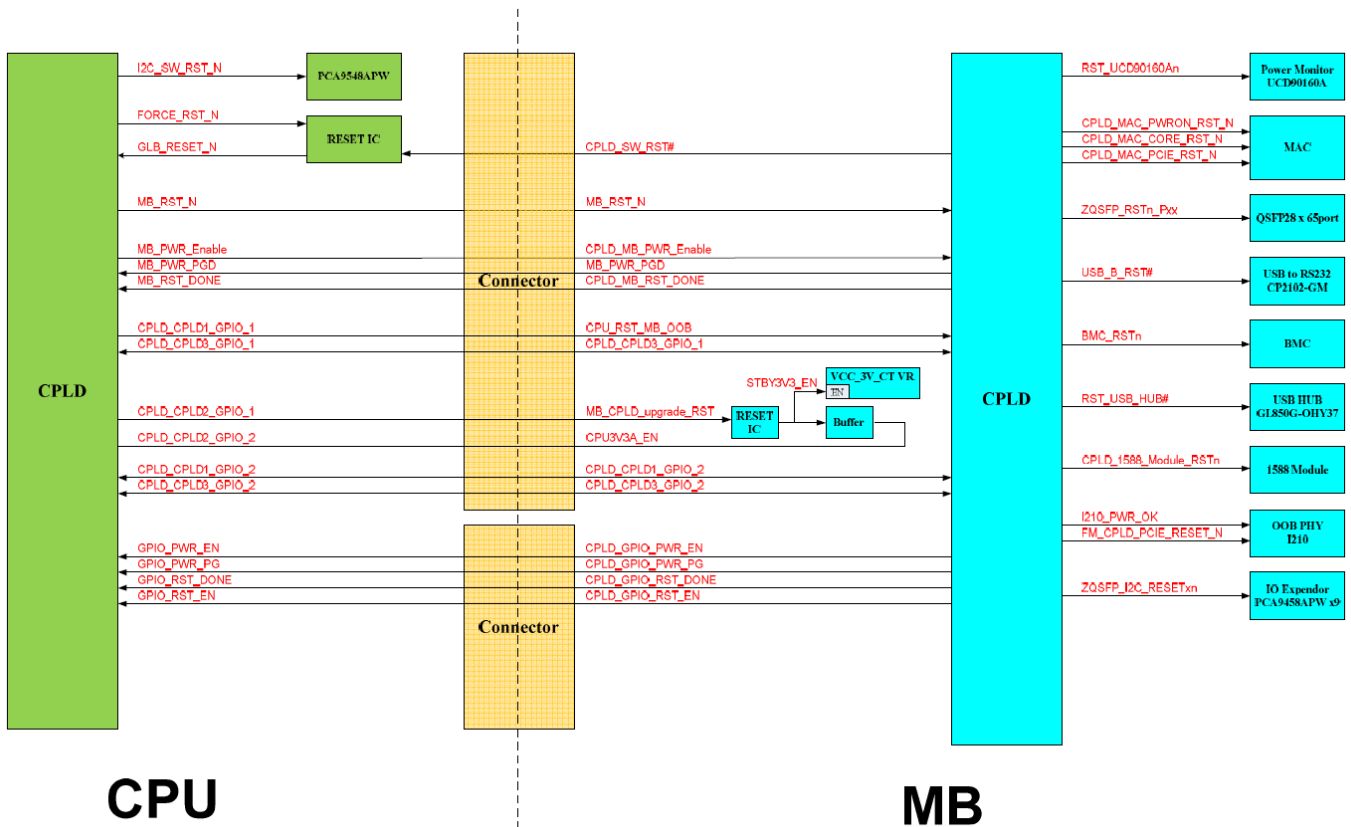 I2C_SW_RST_N
PCA9548APW
FORCE_RST_N
RESET IC
GLB_RESET_N
MB_RST_N
MB_PWR_Enable
MB_PWR_PGD
MB_RST_DONE
CPLD_CPLD1_GPIO_1
CPLD_CPLD3_GPIO_1
CPLD
CPLD_CPLD2_GPIO_1
CPLD_CPLD2_GPIO_2
CPLD_CPLD1_GPIO_2
CPLD_CPLD3_GPIO_2
GPIO_PWR_EN
GPIO_PWR_PG
GPIO_RST_DONE
GPIO_RST_EN
Connector
Connector
CPLD_SW_RST#
MB_RST_N
CPLD_MB_PWR_Enable
MB_PWR_PGD
CPLD_MB_RST_DONE
CPU_RST_MB_OOB
CPLD_CPLD3_GPIO_1
STBY3V3_EN
VCC_3V_CT VR
EN
MB_CPLD_upgrade_RST
RESET
IC
Buffer
CPU3V3A_EN
CPLD_CPLD1_GPIO_2
CPLD_CPLD3_GPIO_2
CPLD_GPIO_PWR_EN
CPLD_GPIO_PWR_PG
CPLD_GPIO_RST_DONE
CPLD_GPIO_RST_EN
CPLD
RST_UCD90160An
Power Monitor
UCD90160A
CPLD_MAC_PWRON_RST_N
CPLD_MAC_CORE_RST_N
CPLD_MAC_PCIE_RST_N
MAC
ZQSFP_RSTn_Pxx
QSFP28 x 65port
USB_B_RST#
USB to RS232
CP2102-GM
BMC_RSTn
BMC
RST_USB_HUB#
USB HUB
GL850G-OHY37
CPLD_1588_Module_RSTn
1588 Module
I210_PWR_OK
FM_CPLD_PCIE_RESET_N
OOB PHY
I210
ZQSFP_I2C_RESETxn
IO Expendor
PCA9458APW x9
CPU
MB